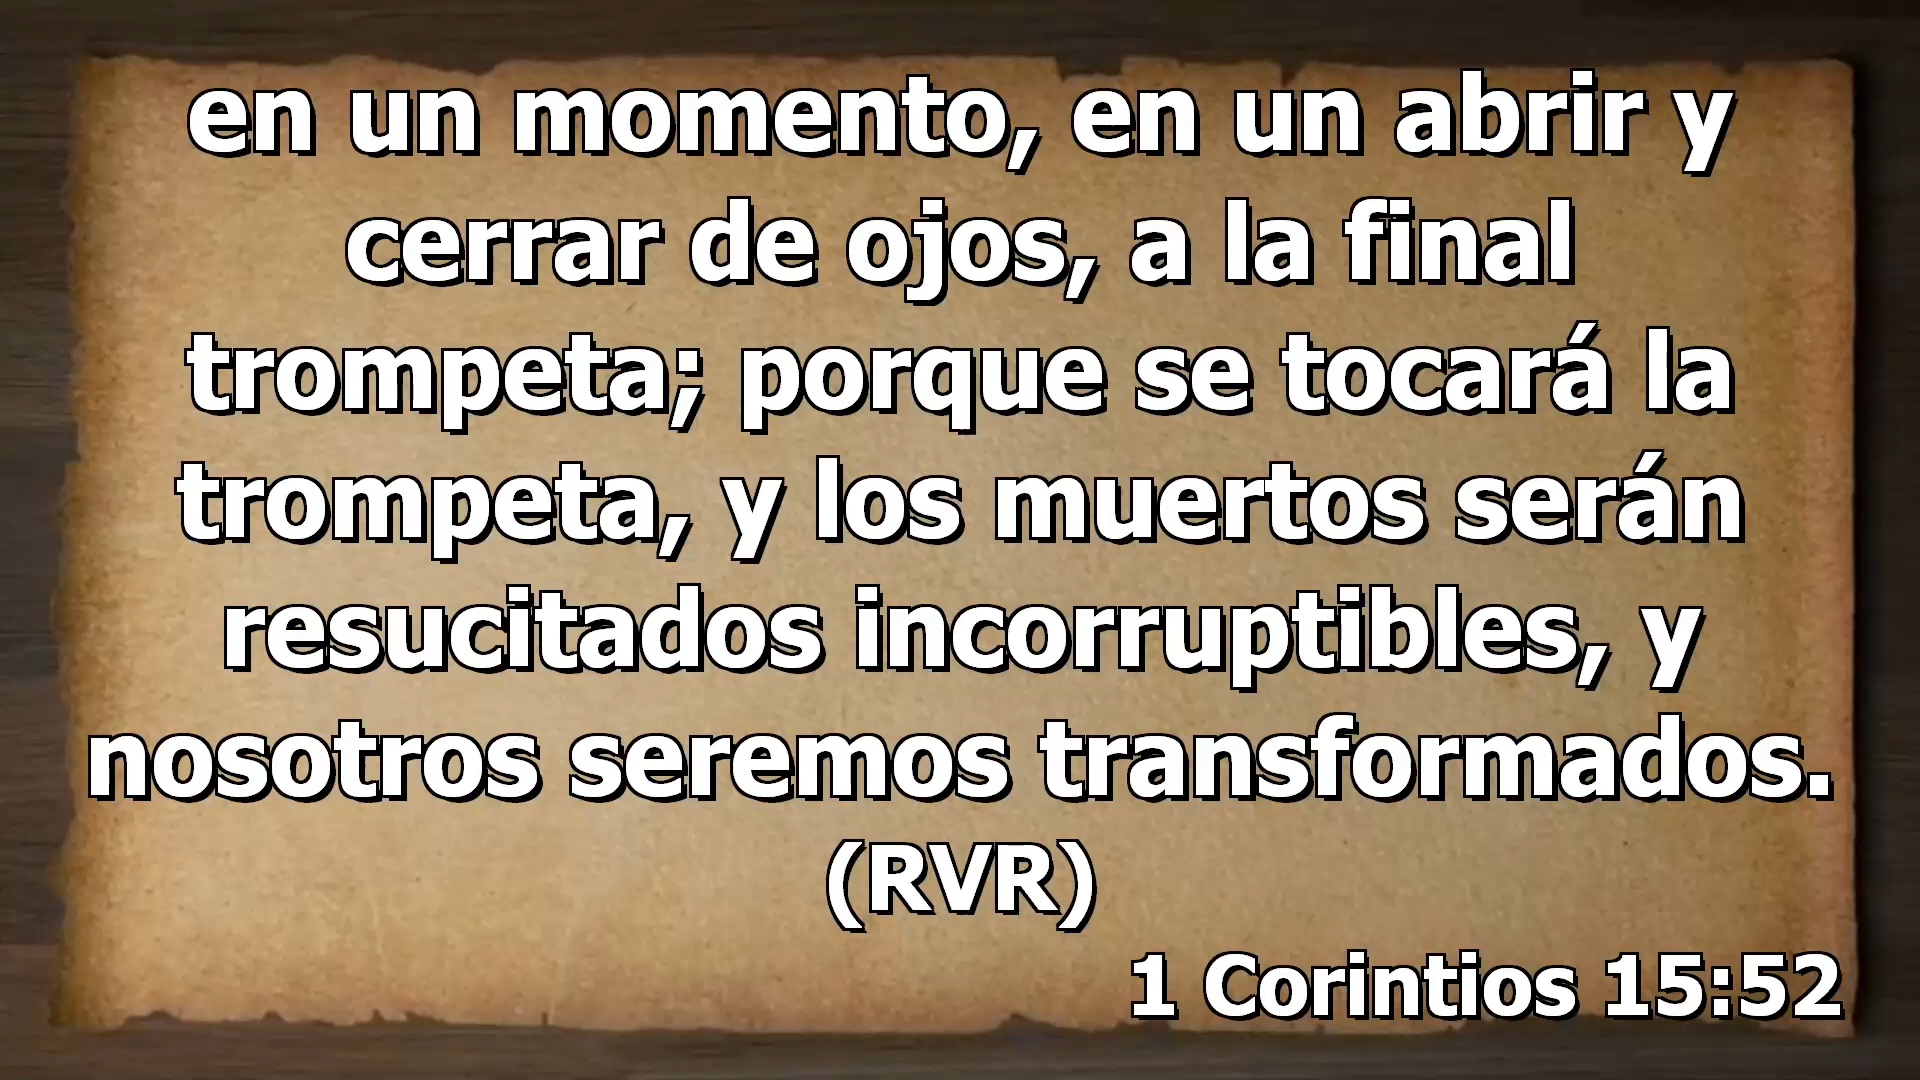 en un momento, en un abrir y
cerrar de ojos, a la final
trompeta; porque se tocará la
trompeta, y los muertos serán
resucitados incorruptibles, y
nosotros seremos transformados.
(RVR)
1 Corintios 15:52